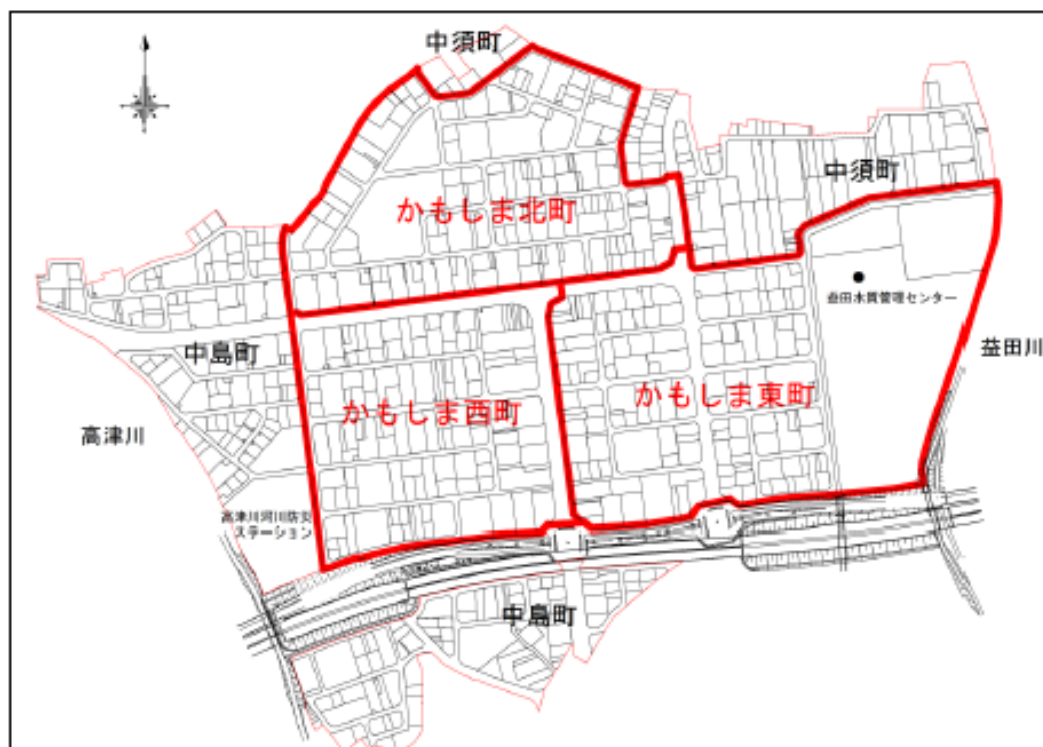 中須町
中須町
かもしま北町
益田水質管理センター
中島町
益田川
かもしま西町
かもしま東町
高津川
高津川河川防災
ステーション
中島町